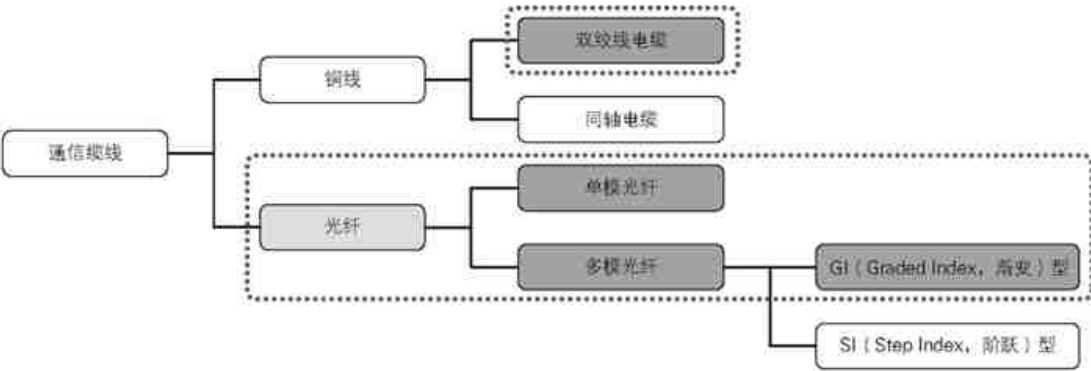 双绞线电缆
铜线
同轴电缆
通信缆线
单模光纤
光纤
多模光纤
GI（Graded Index，渐变）型
SI（Step Index，阶跃）型